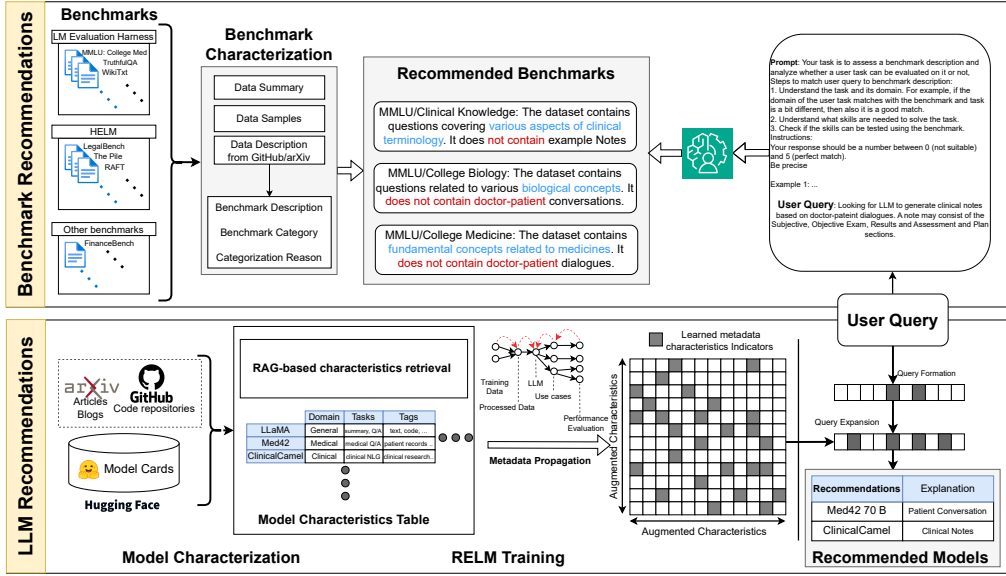 Benchmark Recommendations
Benchmarks
LM Evaluation Harness
MMLU: College Med
TruthfulQA
WikiTxt
HELM
LegalBench
The Pile
RAFT
Other benchmarks
FinanceBench
Benchmark
Characterization
Data Summary
Data Samples
Data Description
from GitHub/arXiv
Benchmark Description
Benchmark Category
Categorization Reason
Recommended Benchmarks
MMLU/Clinical Knowledge: The dataset contains
questions covering various aspects of clinical
terminology. It does not contain example Notes
MMLU/College Biology: The dataset contains
questions related to various biological concepts. It
does not contain doctor-patient conversations.
MMLU/College Medicine: The dataset contains
fundamental concepts related to medicines. It
does not contain doctor-patient dialogues.
Prompt: Your task is to assess a benchmark description and
analyze whether a user task can be evaluated on it or not,
Steps to match user query to benchmark description:
1. Understand the task and its domain. For example, if the
domain of the user task matches with the benchmark and task
is a bit different, then also it is a good match.
2. Understand what skills are needed to solve the task.
3. Check if the skills can be tested using the benchmark.
Instructions:
Your response should be a number between 0 (not suitable)
and 5 (perfect match).
Be precise
Example 1: ...
User Query: Looking for LLM to generate clinical notes
based on doctor-pateint dialogues. A note may consist of the
Subjective, Objective Exam, Results and Assessment and Plan
sections.
LLM Recommendations
arXiv
Articles
Blogs
GitHub
Code repositories
Model Cards
Hugging Face
Model Characterization
RAG-based characteristics retrieval
Domain Tasks Tags
LLaMA General summary, Q/A text, code, ...
Med42 Medical medical Q/A patient records ..
ClinicalCamel Clinical clinical NLG clinical research..
Model Characteristics Table
Training
Data
Processed Data
LLM
Use cases
Performance
Evaluation
Metadata Propagation
RELM Training
Learned metadata
characteristics Indicators
Augmented Characteristics
Augmented Characteristics
User Query
Query Formation
Query Expansion
Recommendations Explanation
Med42 70 B Patient Conversation
ClinicalCamel Clinical Notes
Recommended Models